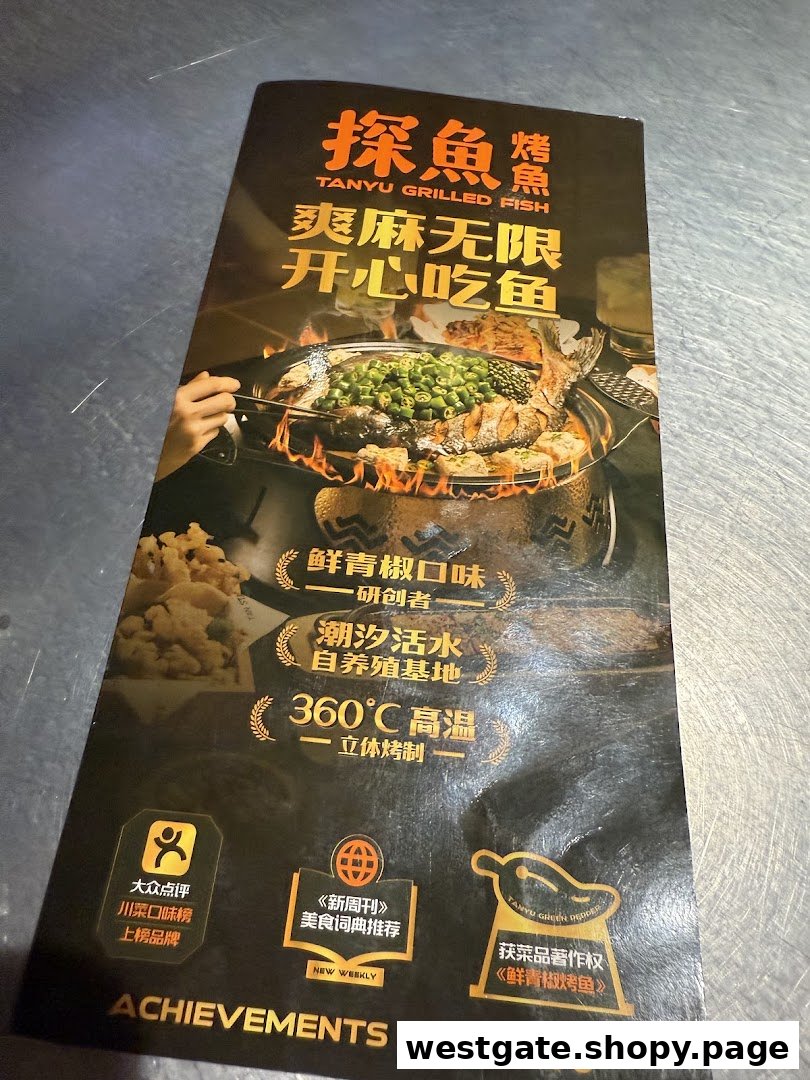 探魚 烤魚
TANYU GRILLED FISH
爽麻无限
开心吃鱼
鲜青椒口味
研创者
潮汐活水
自养殖基地
360℃ 高温
立体烤制
大众点评
川菜口味榜
上榜品牌
《新周刊》
美食词典推荐
NEW WEEKLY
TANYU GREEN PEPPER
获菜品著作权
《鲜青椒烤鱼》
ACHIEVEMENTS
westgate.shopy.page